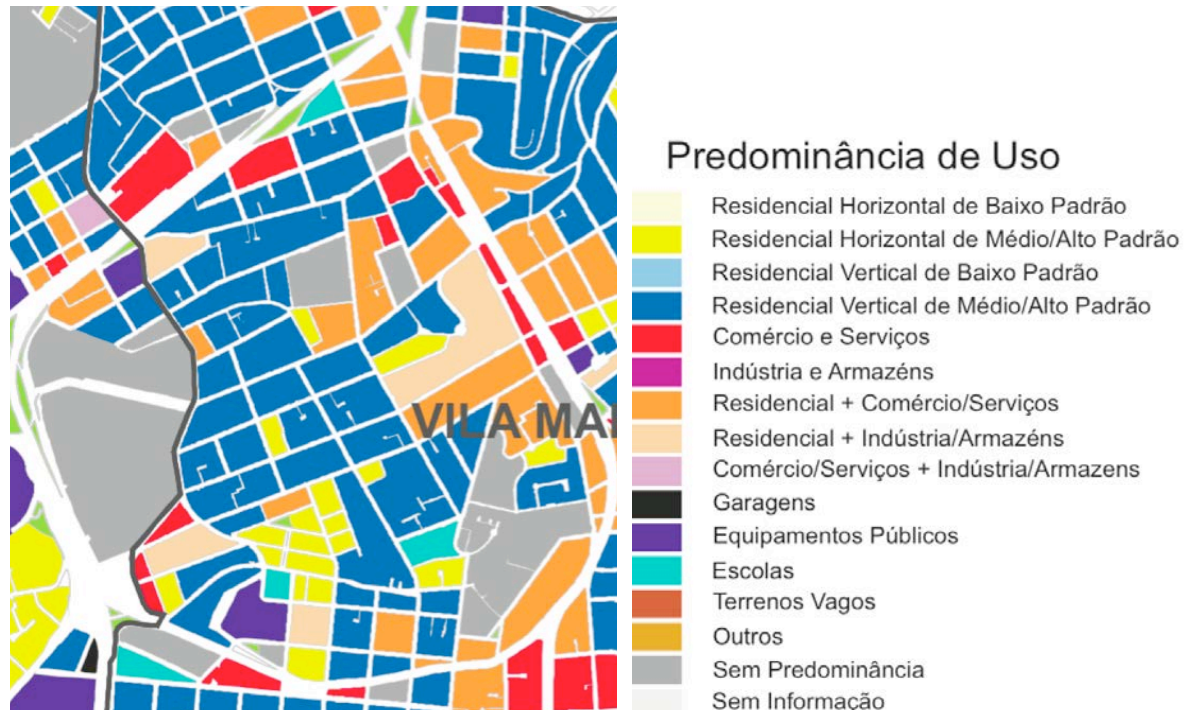 VILA MA
Predominância de Uso
Residencial Horizontal de Baixo Padrão
Residencial Horizontal de Médio/Alto Padrão
Residencial Vertical de Baixo Padrão
Residencial Vertical de Médio/Alto Padrão
Comércio e Serviços
Indústria e Armazéns
Residencial + Comércio/Serviços
Residencial + Indústria/Armazéns
Comércio/Serviços + Indústria/Armazens
Garagens
Equipamentos Públicos
Escolas
Terrenos Vagos
Outros
Sem Predominância
Sem Informação